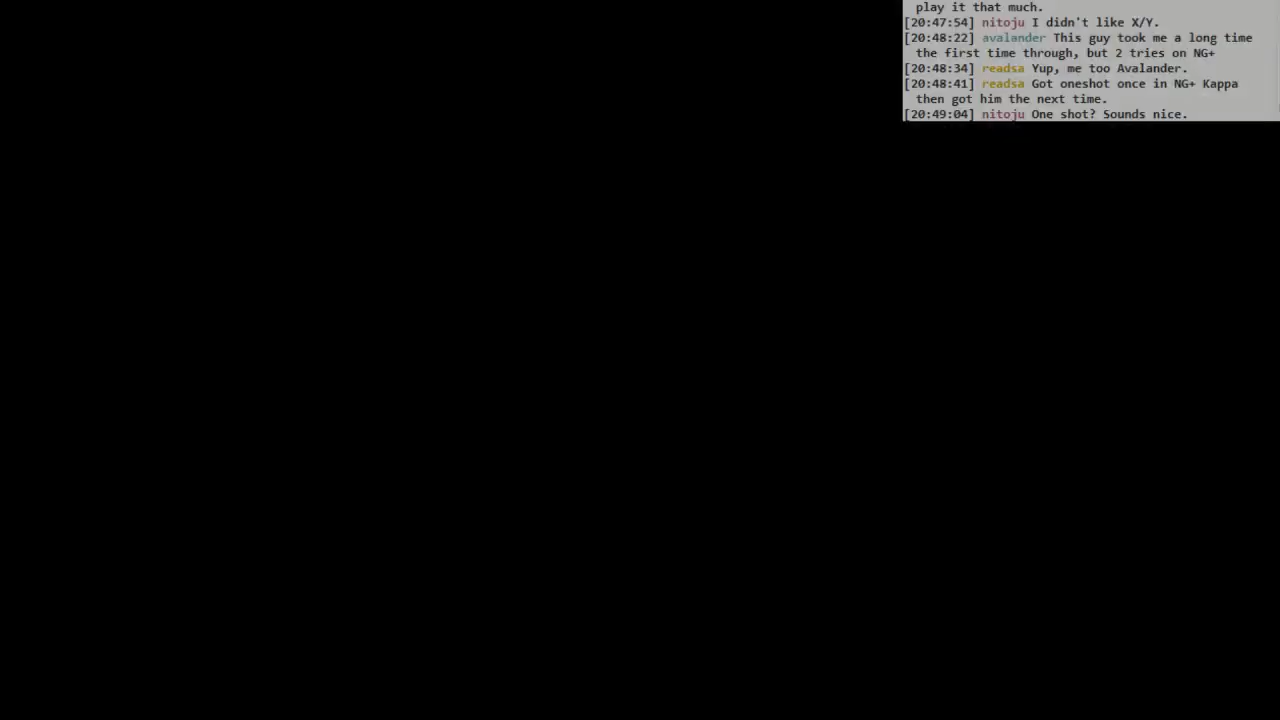 play it that much.
[20:47:54] nitoju I didn't like X/Y.
[20:48:22] avalander This guy took me a long time
the first time through, but 2 tries on NG+
[20:48:34] readsa Yup, me too Avalander.
[20:48:41] readsa Got oneshot once in NG+ Kappa
then got him the next time.
[20:49:04] nitoju One shot? Sounds nice.